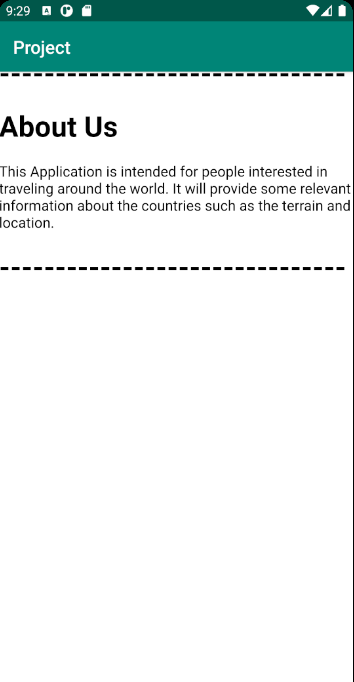 9:29
Project
About Us
This Application is intended for people interested in
traveling around the world. It will provide some relevant
information about the countries such as the terrain and
location.